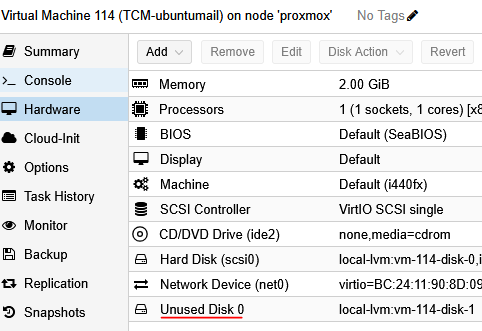 Virtual Machine 114 (TCM-ubuntumail) on node 'proxmox' No Tags
Summary
Console
Hardware
Cloud-Init
Options
Task History
Monitor
Backup
Replication
Snapshots
Add Remove Edit Disk Action Revert
Memory 2.00 GiB
Processors 1 (1 sockets, 1 cores) [x8
BIOS Default (SeaBIOS)
Display Default
Machine Default (i440fx)
SCSI Controller VirtIO SCSI single
CD/DVD Drive (ide2) none,media=cdrom
Hard Disk (scsi0) local-lvm:vm-114-disk-0,i
Network Device (net0) virtio=BC:24:11:90:8D:09
Unused Disk 0 local-lvm:vm-114-disk-1